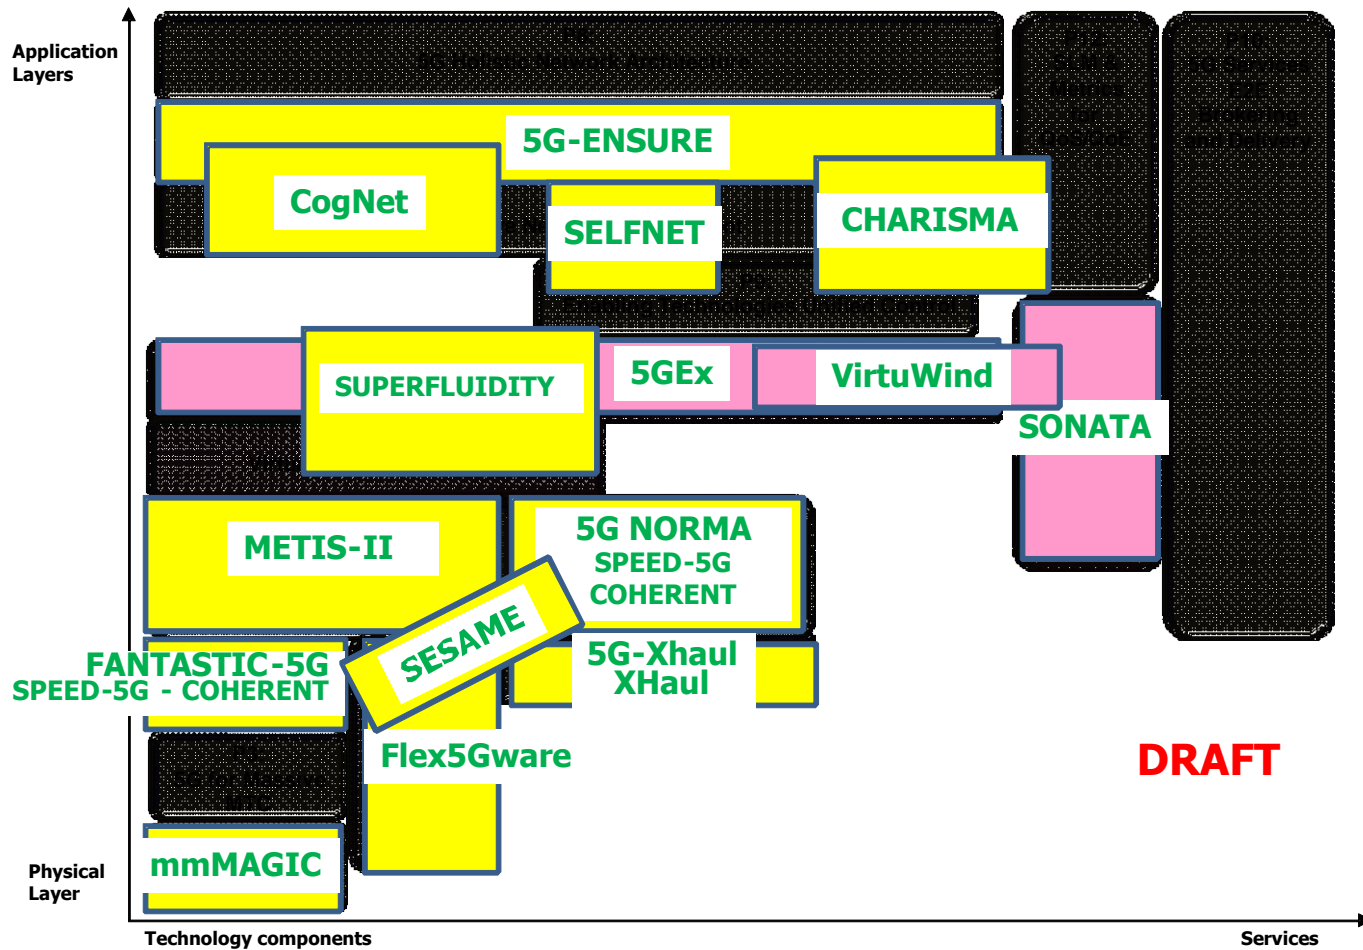 Application
Layers
5G-ENSURE
CogNet
SELFNET
CHARISMA
SUPERFLUIDITY
5GEx
VirtuWind
SONATA
METIS-II
5G NORMA
SPEED-5G
COHERENT
SESAME
FANTASTIC-5G
SPEED-5G - COHERENT
5G-Xhaul
XHaul
Flex5Gware
DRAFT
mmMAGIC
Physical
Layer
Technology components
Services